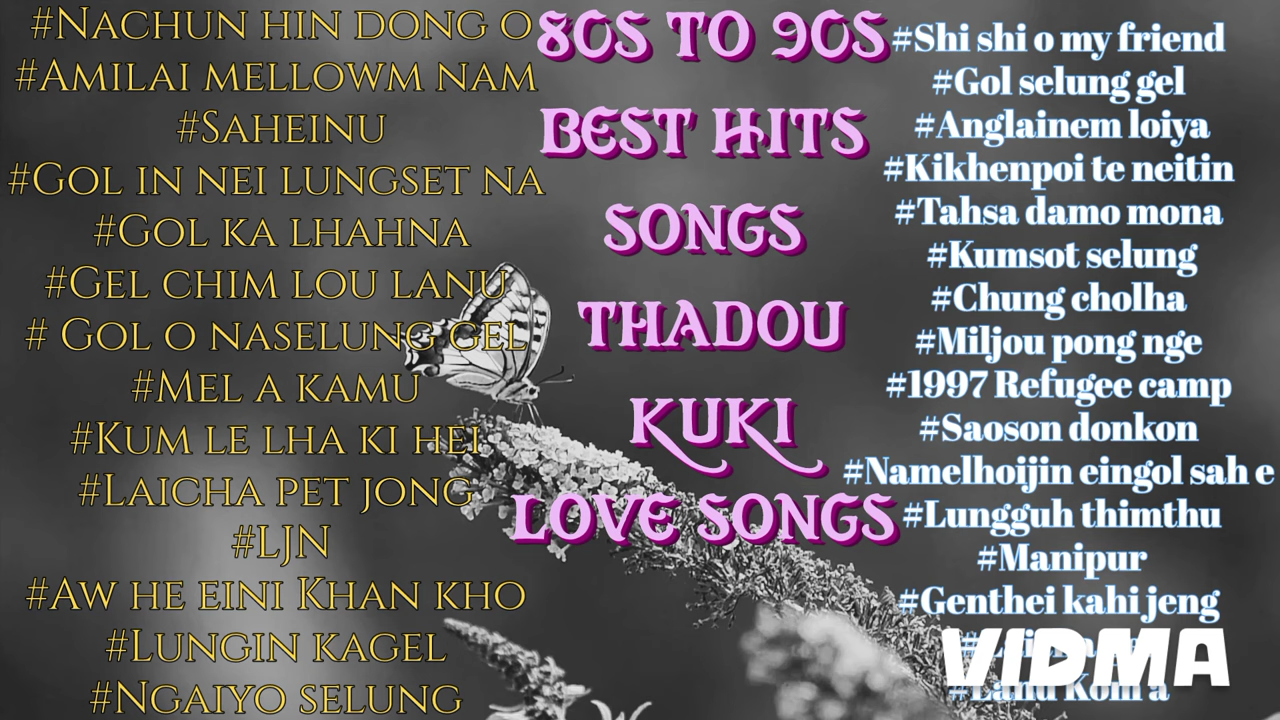 #Nachun hin dong o
#Amilai mellowm nam
#Saheinu
#Gol in nei lungset na
#Gol ka lhahna
#Gel chim lou lanu
# Gol o naselung gel
#Mel a kamu
#Kum le lha ki hei
#Laicha pet jong
#LJN
#Aw he eini Khan kho
#Lungin kagel
#Ngaiyo selung
80s to 90s
Best Hits
Songs
Thadou
Kuki
Love Songs
#Shi shi o my friend
#Gol selung gel
#Anglainem loiya
#Kikhenpoi te neitin
#Tahsa damo mona
#Kumsot selung
#Chung cholha
#Miljou pong nge
#1997 Refugee camp
#Saoson donkon
#Namelhoijin eingol sah e
#Lungguh thimthu
#Manipur
#Genthei kahi jeng
#Lanu Kom a
VIDMA